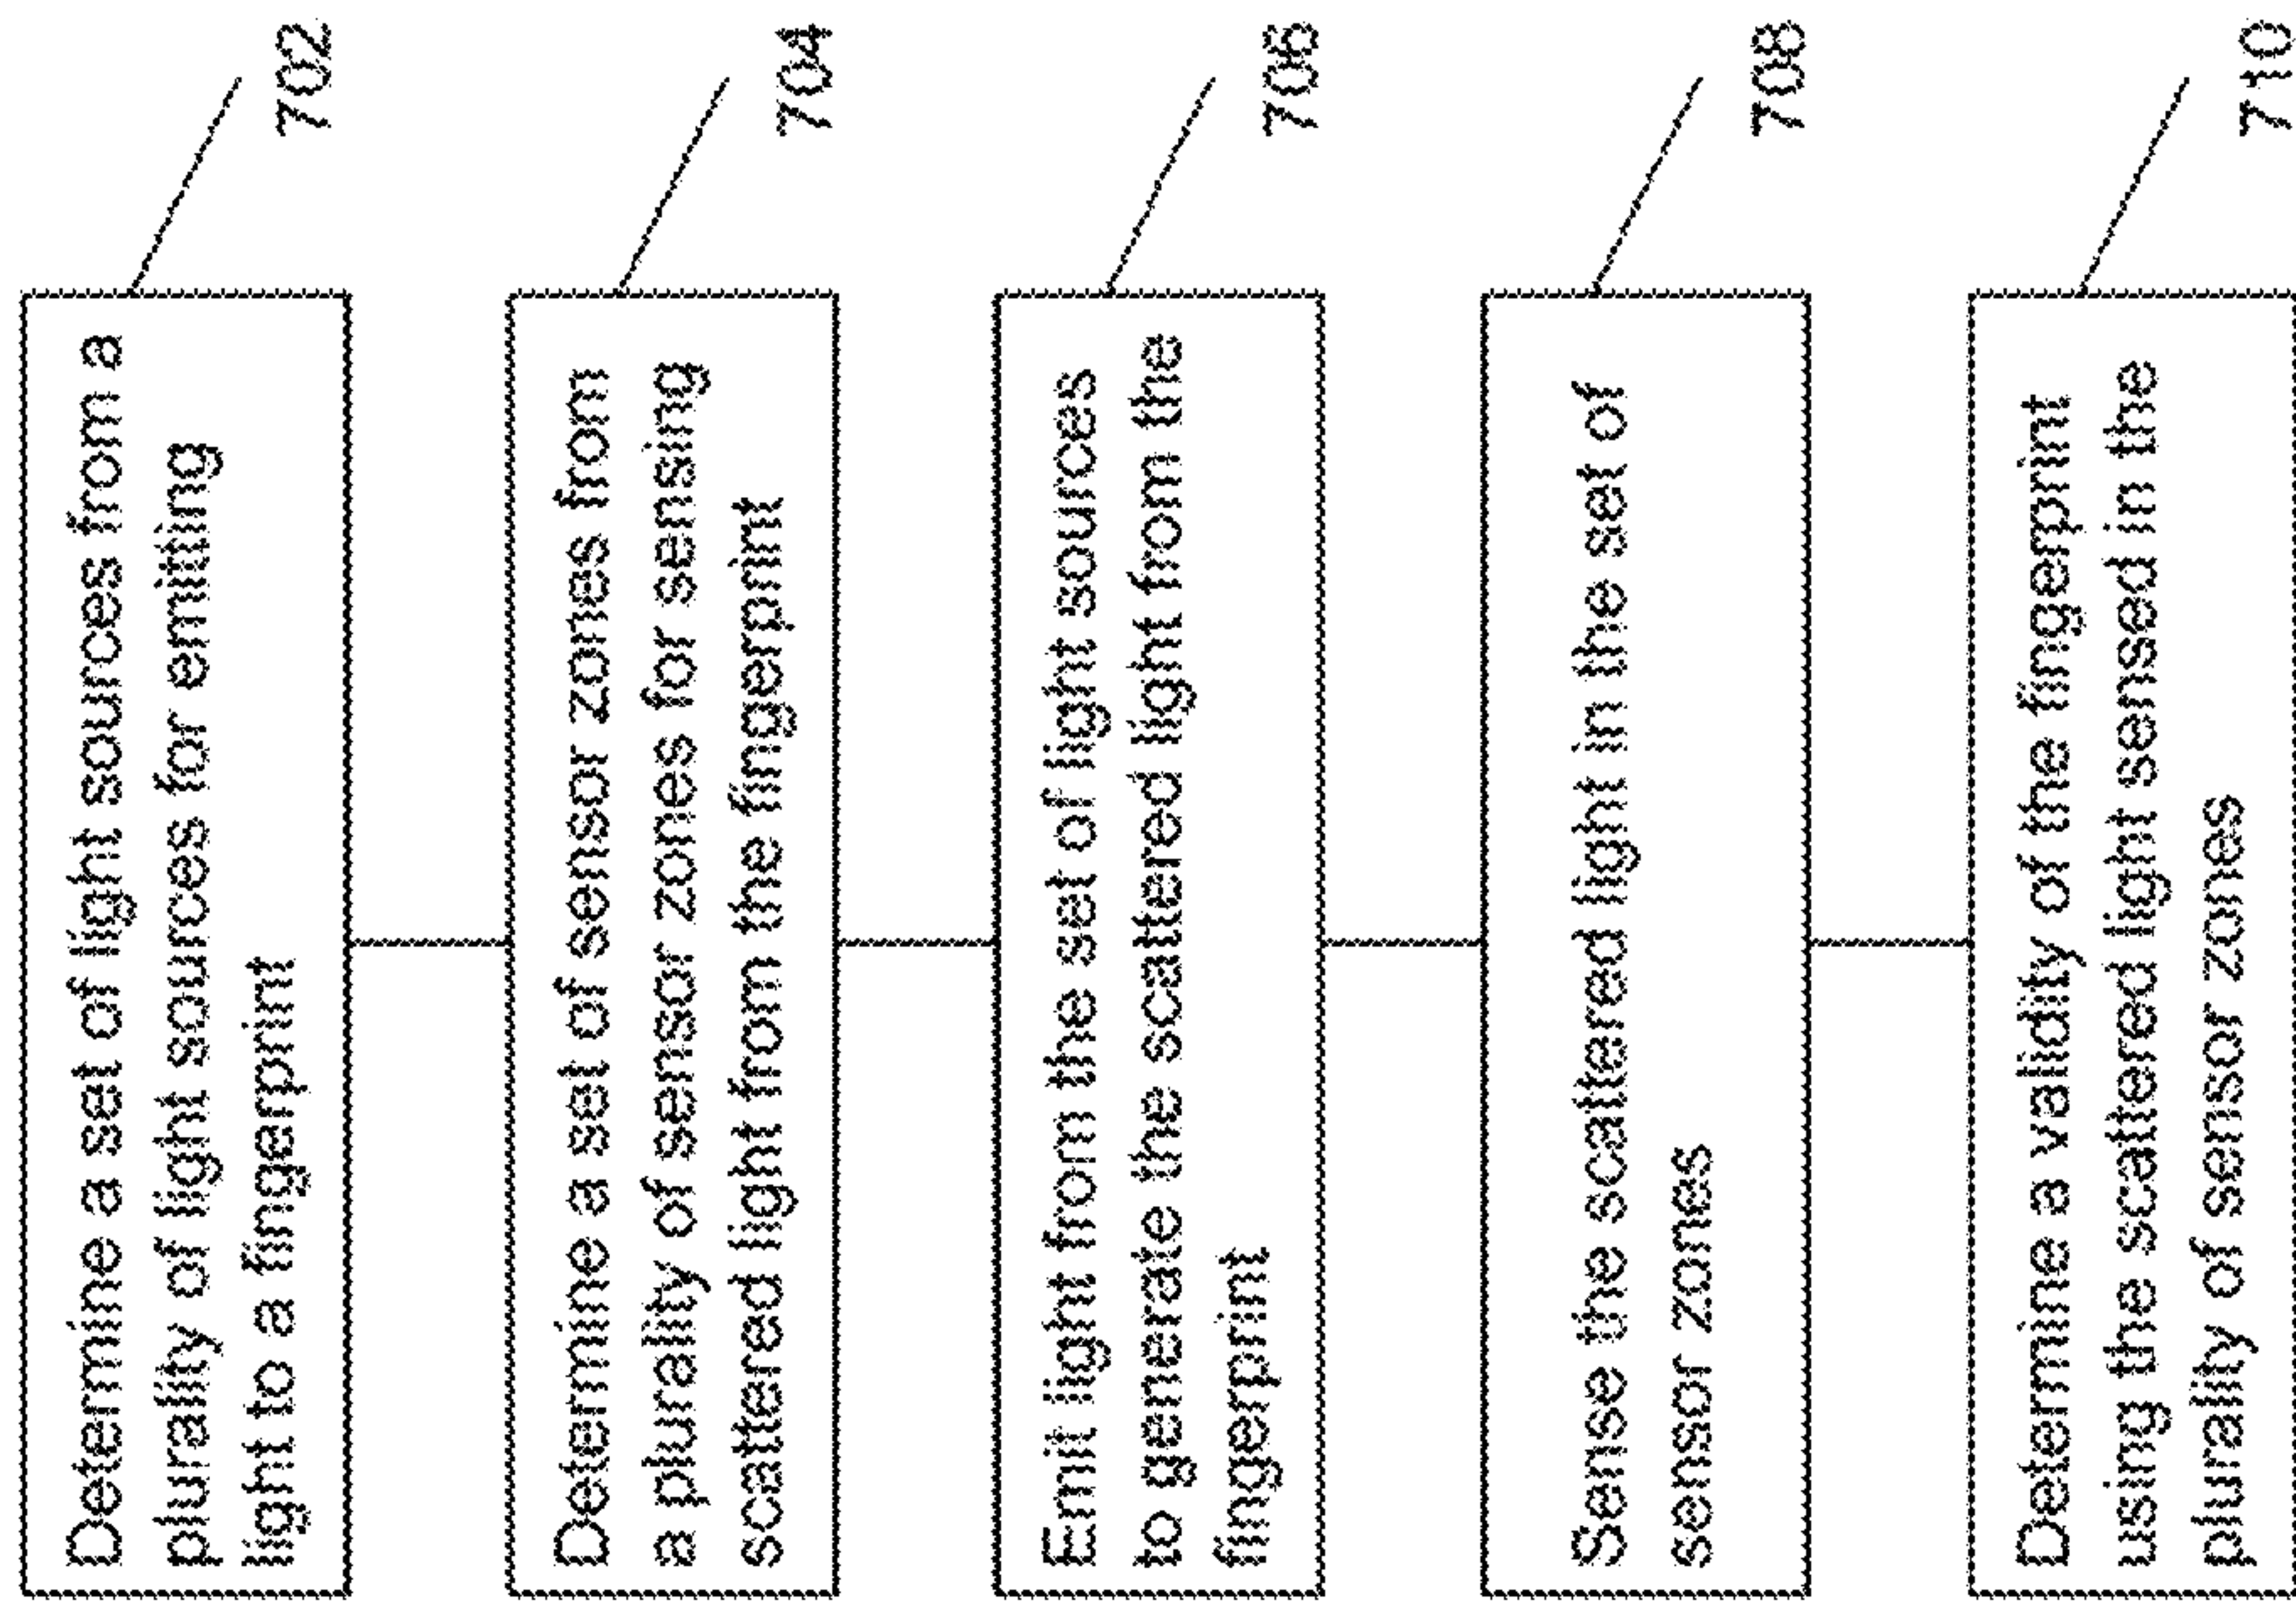 Determine a set of light sources from a
plurality of light sources for emitting
light to a fingerprint
702
Determine a set of sensor zones from
a plurality of sensor zones for sensing
scattered light from the fingerprint
704
Emit light from the set of light sources
to generate the scattered light from the
fingerprint
706
Sense the scattered light in the set of
sensor zones
708
Determine a validity of the fingerprint
using the scattered light sensed in the
plurality of sensor zones
710